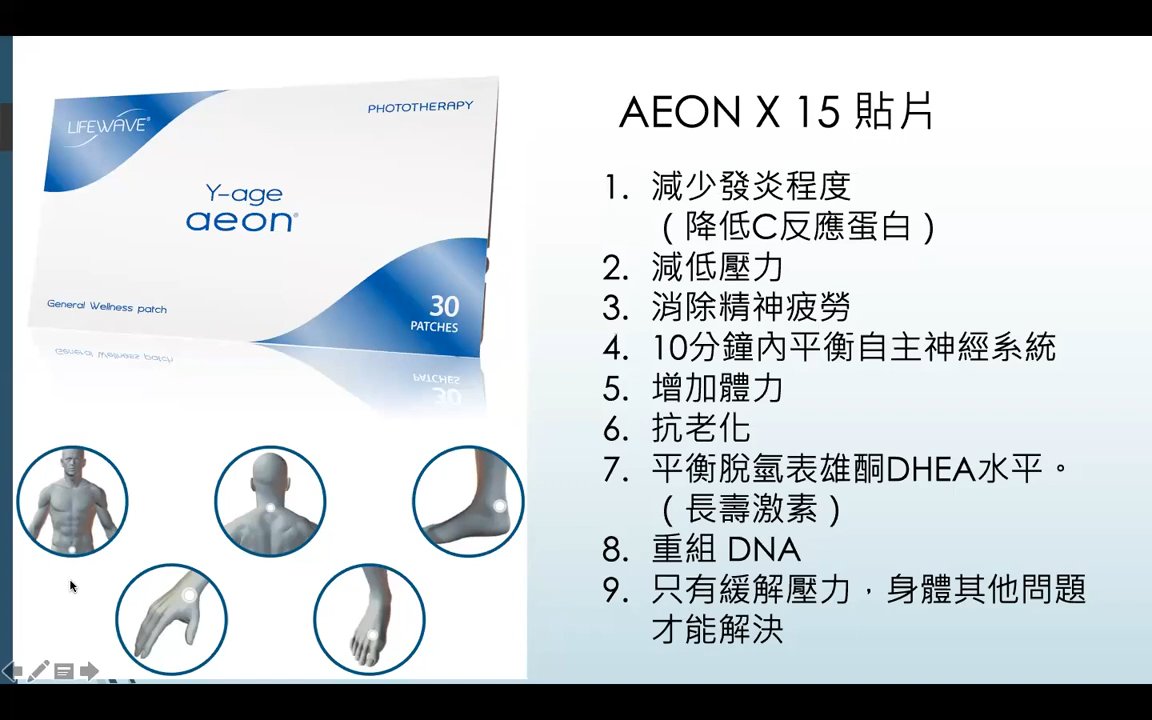 LIFEWAVE®
PHOTOTHERAPY
Y-age
aeon®
General Wellness patch
30
PATCHES
AEON X 15 貼片
1. 減少發炎程度
（降低C反應蛋白）
2. 減低壓力
3. 消除精神疲勞
4. 10分鐘內平衡自主神經系統
5. 增加體力
6. 抗老化
7. 平衡脫氫表雄酮DHEA水平。
（長壽激素）
8. 重組 DNA
9. 只有緩解壓力，身體其他問題
才能解決